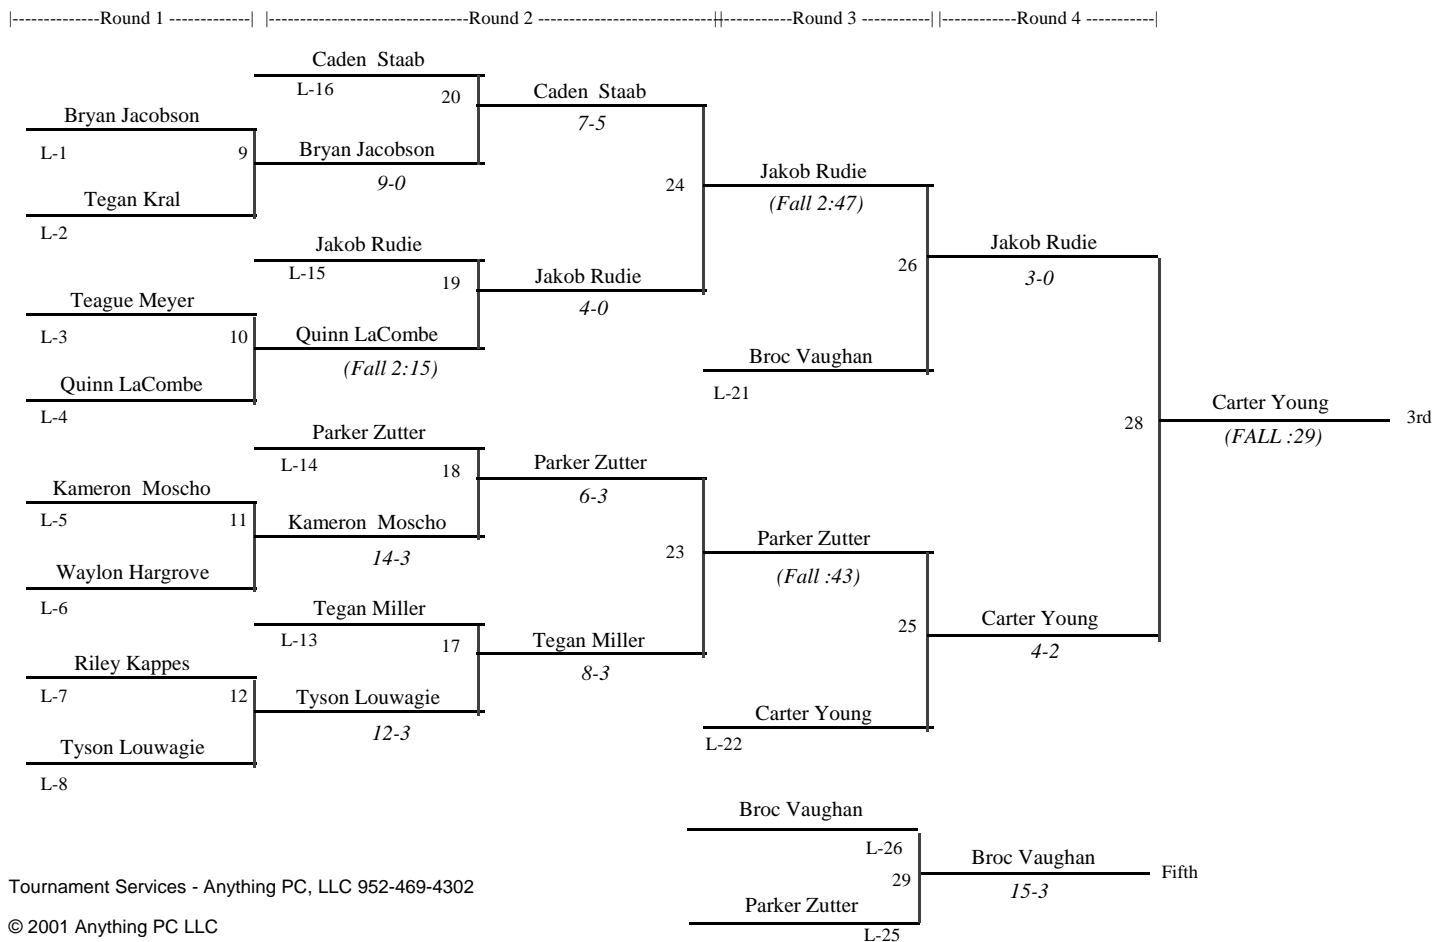 |--------------Round 1 --------------| |----------------------------------Round 2 ------------------------------||------------Round 3 ------------||------------Round 4 -----------|
Caden  Staab
L-16
20
Caden  Staab
7-5
Bryan Jacobson
L-1
9
Bryan Jacobson
9-0
Tegan Kral
L-2
24
Jakob Rudie
(Fall 2:47)
Jakob Rudie
L-15
19
Jakob Rudie
4-0
26
Jakob Rudie
3-0
Teague Meyer
L-3
10
Quinn LaCombe
(Fall 2:15)
Quinn LaCombe
L-4
Broc Vaughan
L-21
28
Carter Young
(FALL :29)
3rd
Parker Zutter
L-14
18
Parker Zutter
6-3
Kameron  Moscho
L-5
11
Kameron  Moscho
14-3
Waylon Hargrove
L-6
23
Parker Zutter
(Fall :43)
Tegan Miller
L-13
17
Tegan Miller
8-3
25
Carter Young
4-2
Riley Kappes
L-7
12
Tyson Louwagie
12-3
Tyson Louwagie
L-8
Carter Young
L-22
Broc Vaughan
L-26
29
Broc Vaughan
15-3
Fifth
Parker Zutter
L-25
Tournament Services - Anything PC, LLC 952-469-4302
© 2001 Anything PC LLC